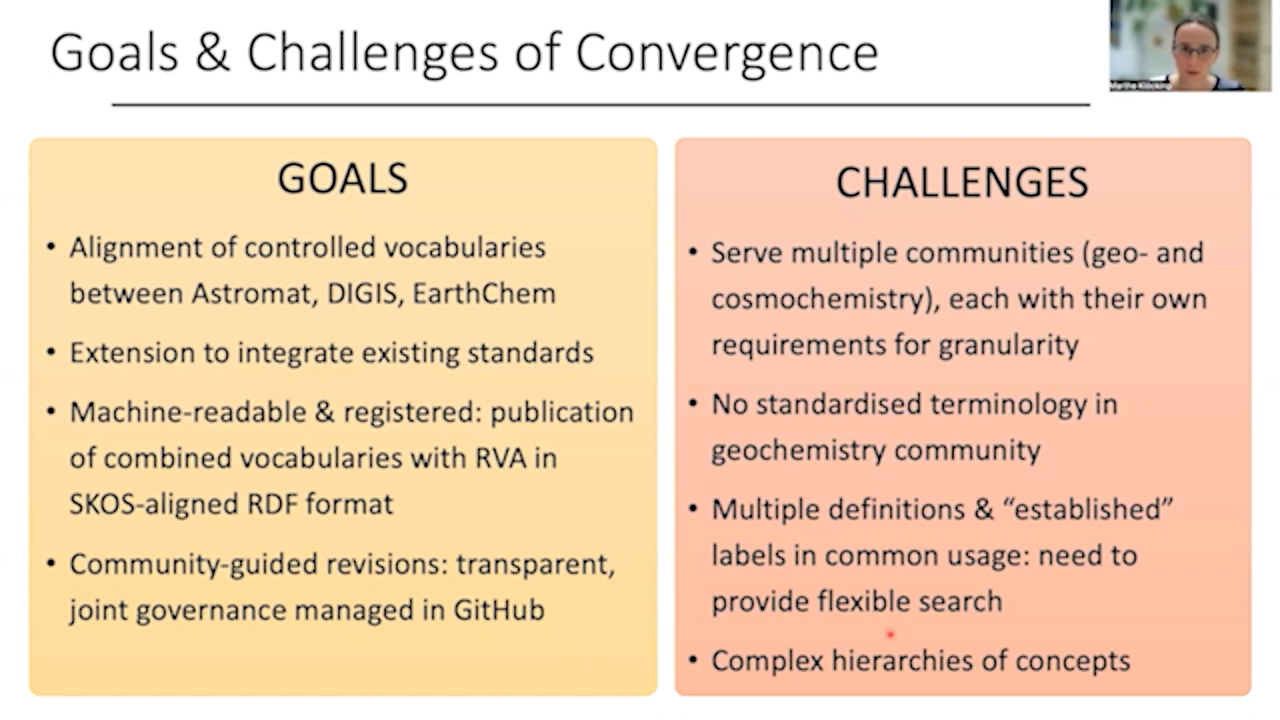 Goals & Challenges of Convergence
Marthe Klöcking
GOALS
• Alignment of controlled vocabularies
between Astromat, DIGIS, EarthChem
• Extension to integrate existing standards
• Machine-readable & registered: publication
of combined vocabularies with RVA in
SKOS-aligned RDF format
• Community-guided revisions: transparent,
joint governance managed in GitHub
CHALLENGES
• Serve multiple communities (geo- and
cosmochemistry), each with their own
requirements for granularity
• No standardised terminology in
geochemistry community
• Multiple definitions & “established”
labels in common usage: need to
provide flexible search
• Complex hierarchies of concepts